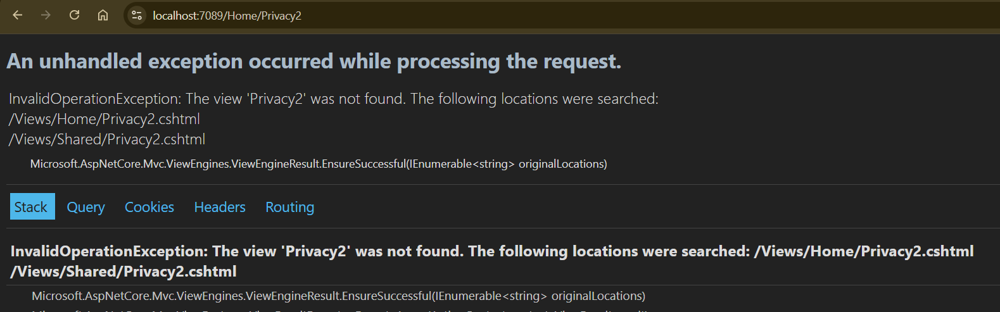 localhost:7089/Home/Privacy2
An unhandled exception occurred while processing the request.
InvalidOperationException: The view 'Privacy2' was not found. The following locations were searched:
/Views/Home/Privacy2.cshtml
/Views/Shared/Privacy2.cshtml
Microsoft.AspNetCore.Mvc.ViewEngines.ViewEngineResult.EnsureSuccessful(IEnumerable<string> originalLocations)
Stack Query Cookies Headers Routing
InvalidOperationException: The view 'Privacy2' was not found. The following locations were searched: /Views/Home/Privacy2.cshtml
/Views/Shared/Privacy2.cshtml
Microsoft.AspNetCore.Mvc.ViewEngines.ViewEngineResult.EnsureSuccessful(IEnumerable<string> originalLocations)